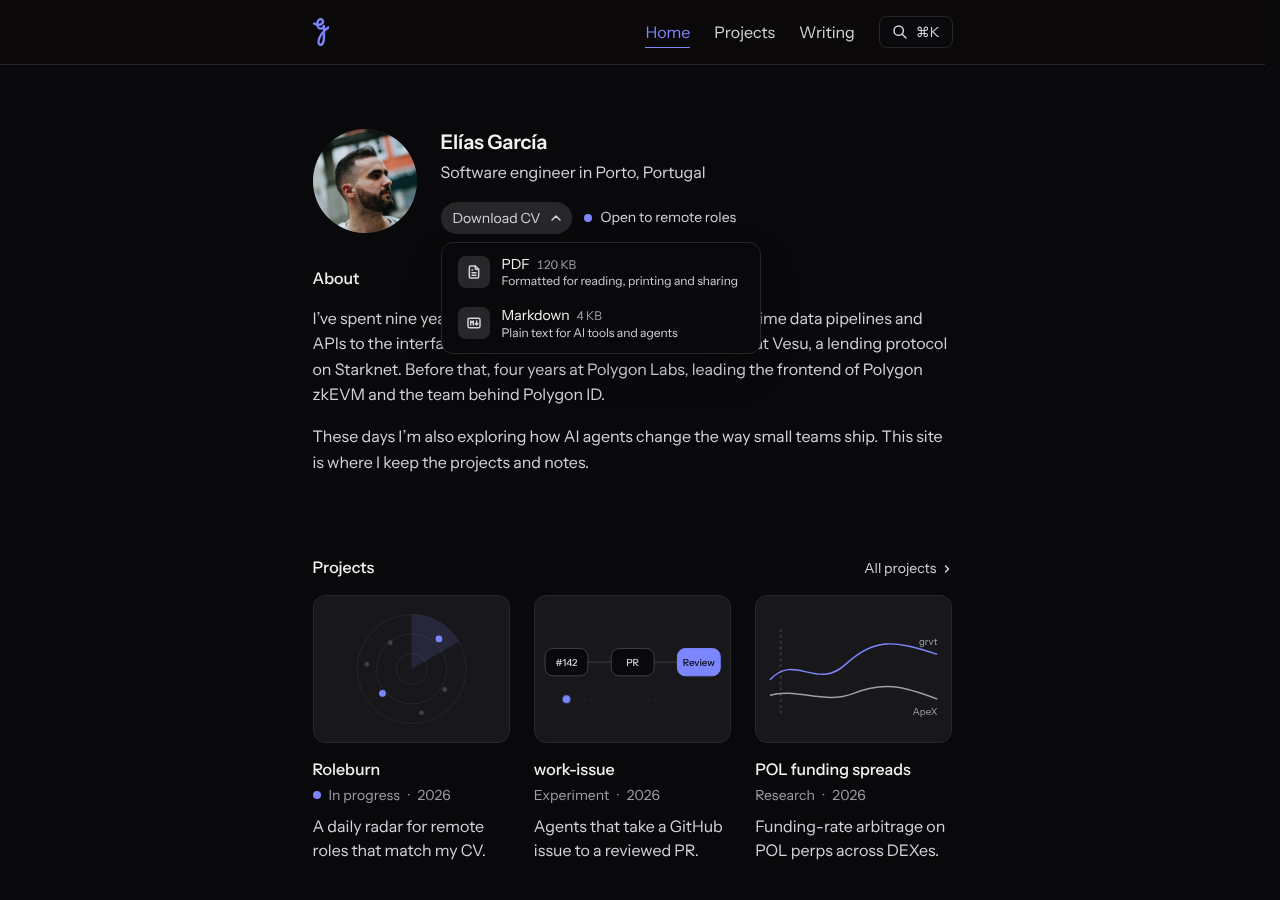 Home Projects Writing ⌘K
Elías García
Software engineer in Porto, Portugal
Download CV
Open to remote roles
PDF 120 KB
Formatted for reading, printing and sharing
Markdown 4 KB
Plain text for AI tools and agents
About
I’ve spent nine data pipelines and
APIs to the Vesu, a lending protocol
on Starknet. Before that, four years at Polygon Labs, leading the frontend of Polygon
zkEVM and the team behind Polygon ID.
These days I’m also exploring how AI agents change the way small teams ship. This site
is where I keep the projects and notes.
Projects
All projects
#142 PR Review
grvt
ApeX
Roleburn
In progress · 2026
A daily radar for remote
roles that match my CV.
work-issue
Experiment · 2026
Agents that take a GitHub
issue to a reviewed PR.
POL funding spreads
Research · 2026
Funding-rate arbitrage on
POL perps across DEXes.